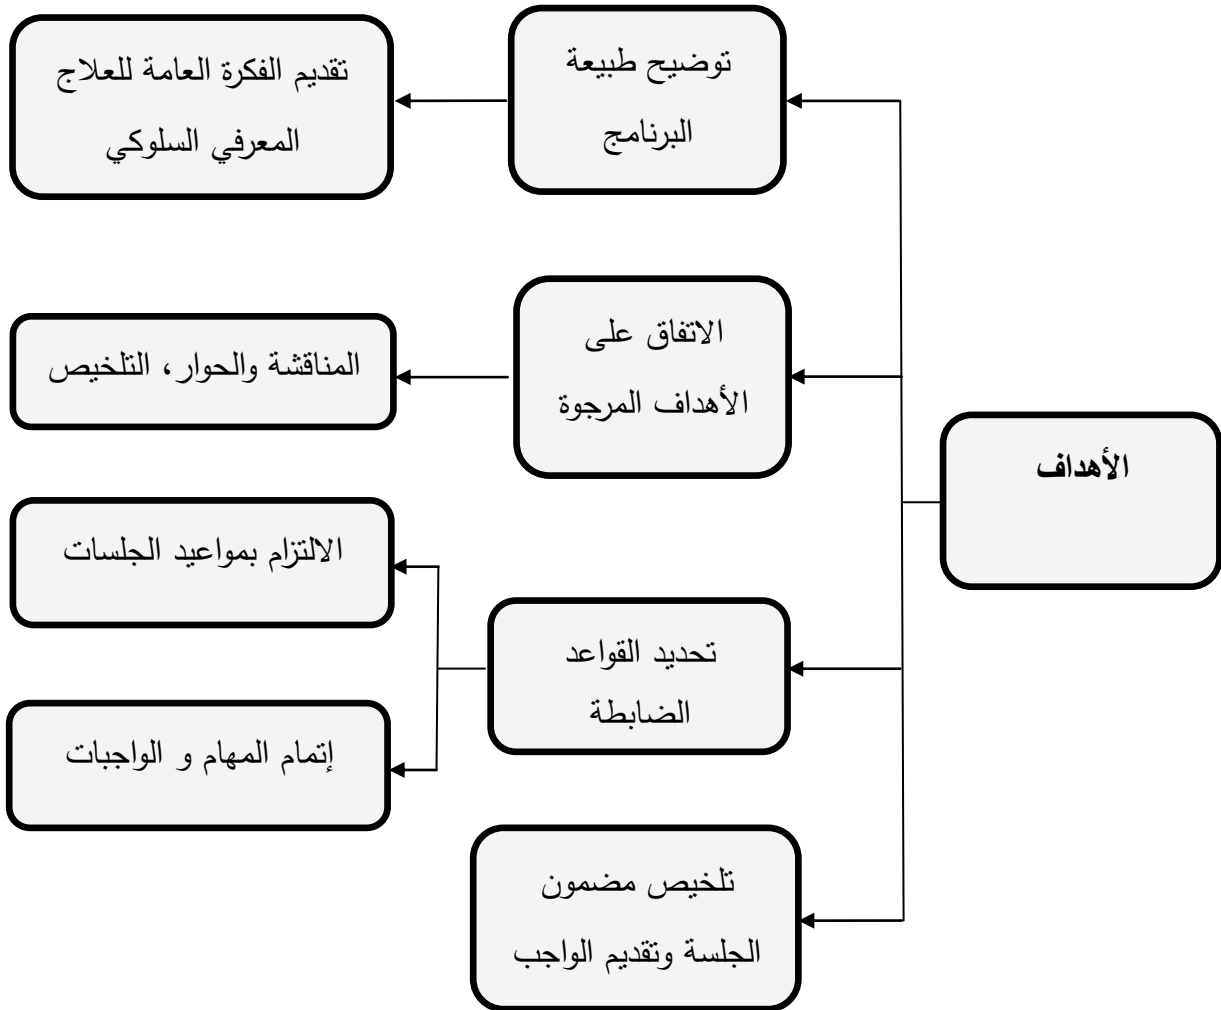 الأهداف
توضيح طبيعة
البرنامج
تقديم الفكرة العامة للعلاج
المعرفي السلوكي
الاتفاق على
الأهداف المرجوة
المناقشة والحوار، التلخيص
تحديد القواعد
الضابطة
الالتزام بمواعيد الجلسات
إتمام المهام و الواجبات
تلخيص مضمون
الجلسة وتقديم الواجب